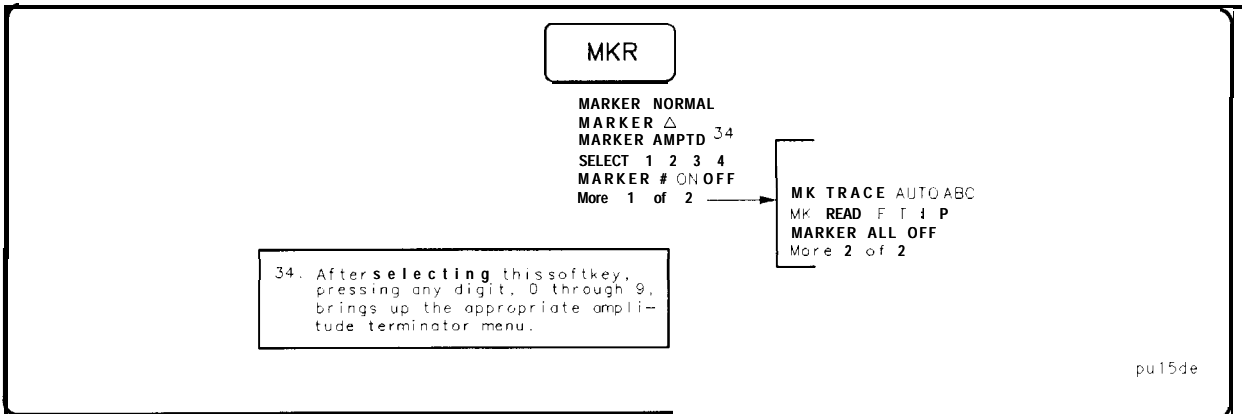 MKR
MARKER NORMAL
MARKER △
MARKER AMPTD 34
SELECT 1 2 3 4
MARKER # ON OFF
More 1 of 2
MK TRACE AUTO ABC
MK READ F T I P
MARKER ALL OFF
More 2 of 2
34. After selecting this softkey,
pressing any digit, 0 through 9,
brings up the appropriate ampli-
tude terminator menu.
pu15de